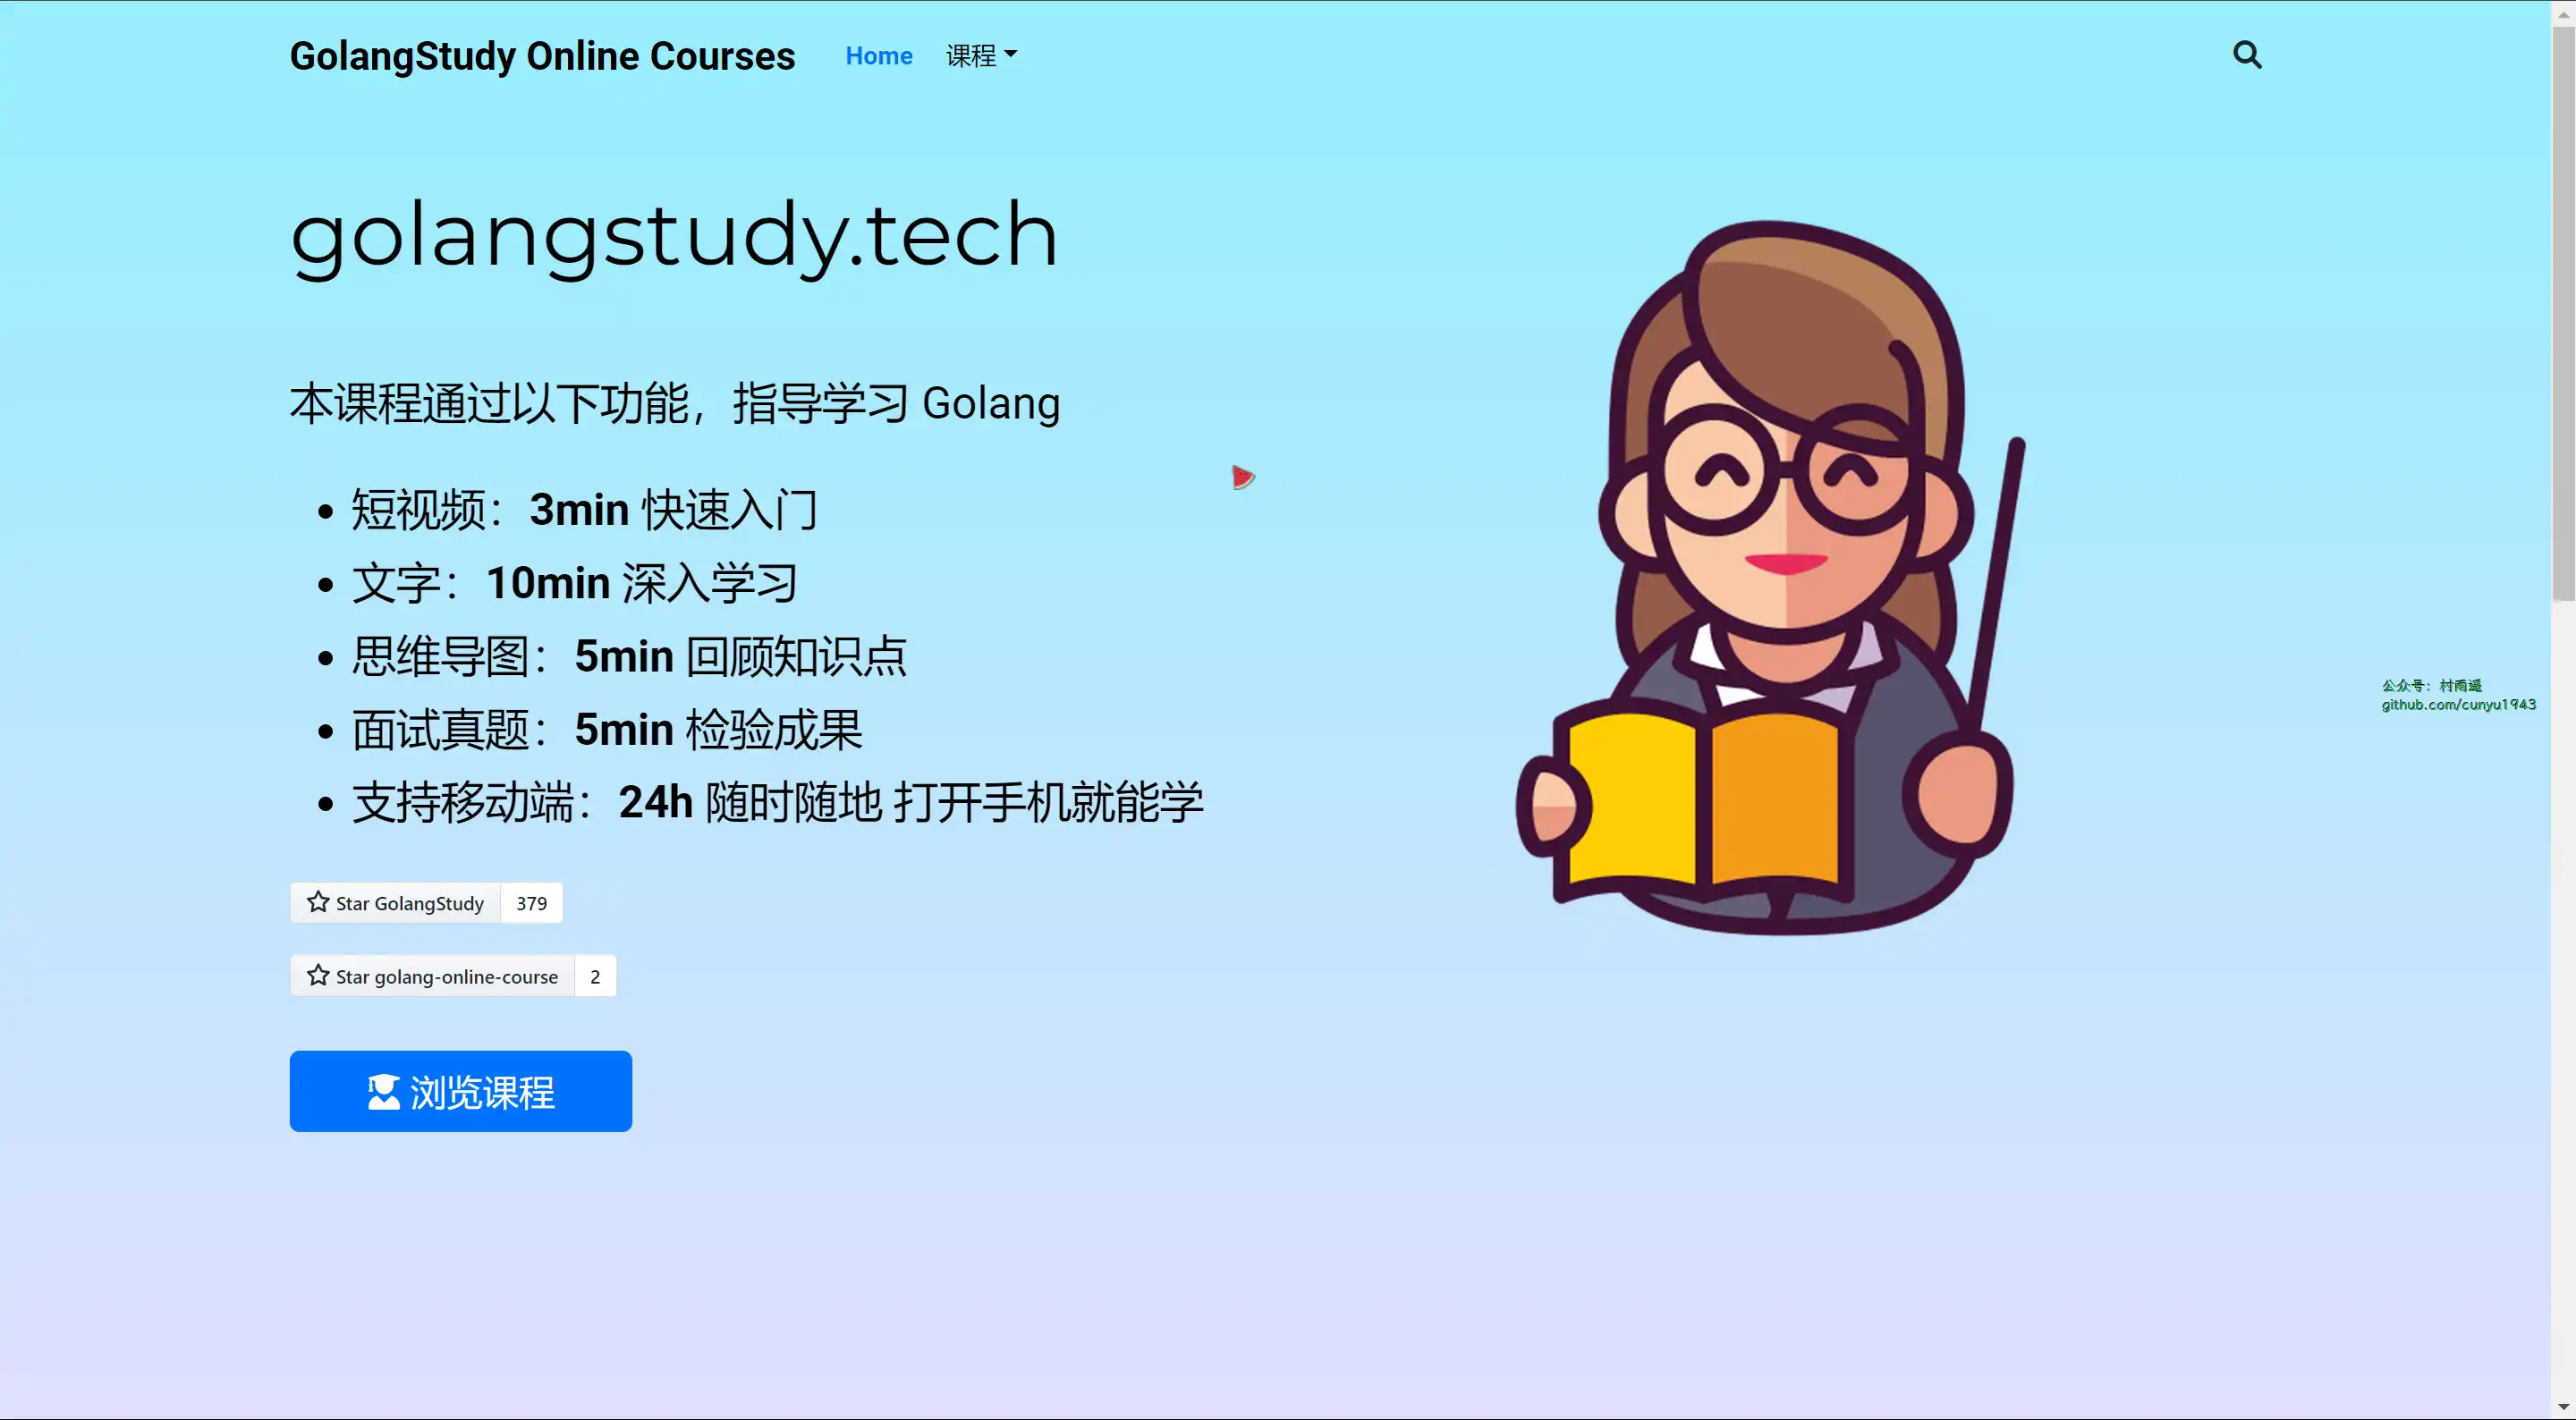 GolangStudy Online Courses Home 课程
golangstudy.tech
本课程通过以下功能，指导学习 Golang
短视频：3min 快速入门
文字：10min 深入学习
思维导图：5min 回顾知识点
面试真题：5min 检验成果
支持移动端：24h 随时随地 打开手机就能学
公众号：村雨遥
github.com/cunyu1943
Star GolangStudy 379
Star golang-online-course 2
浏览课程